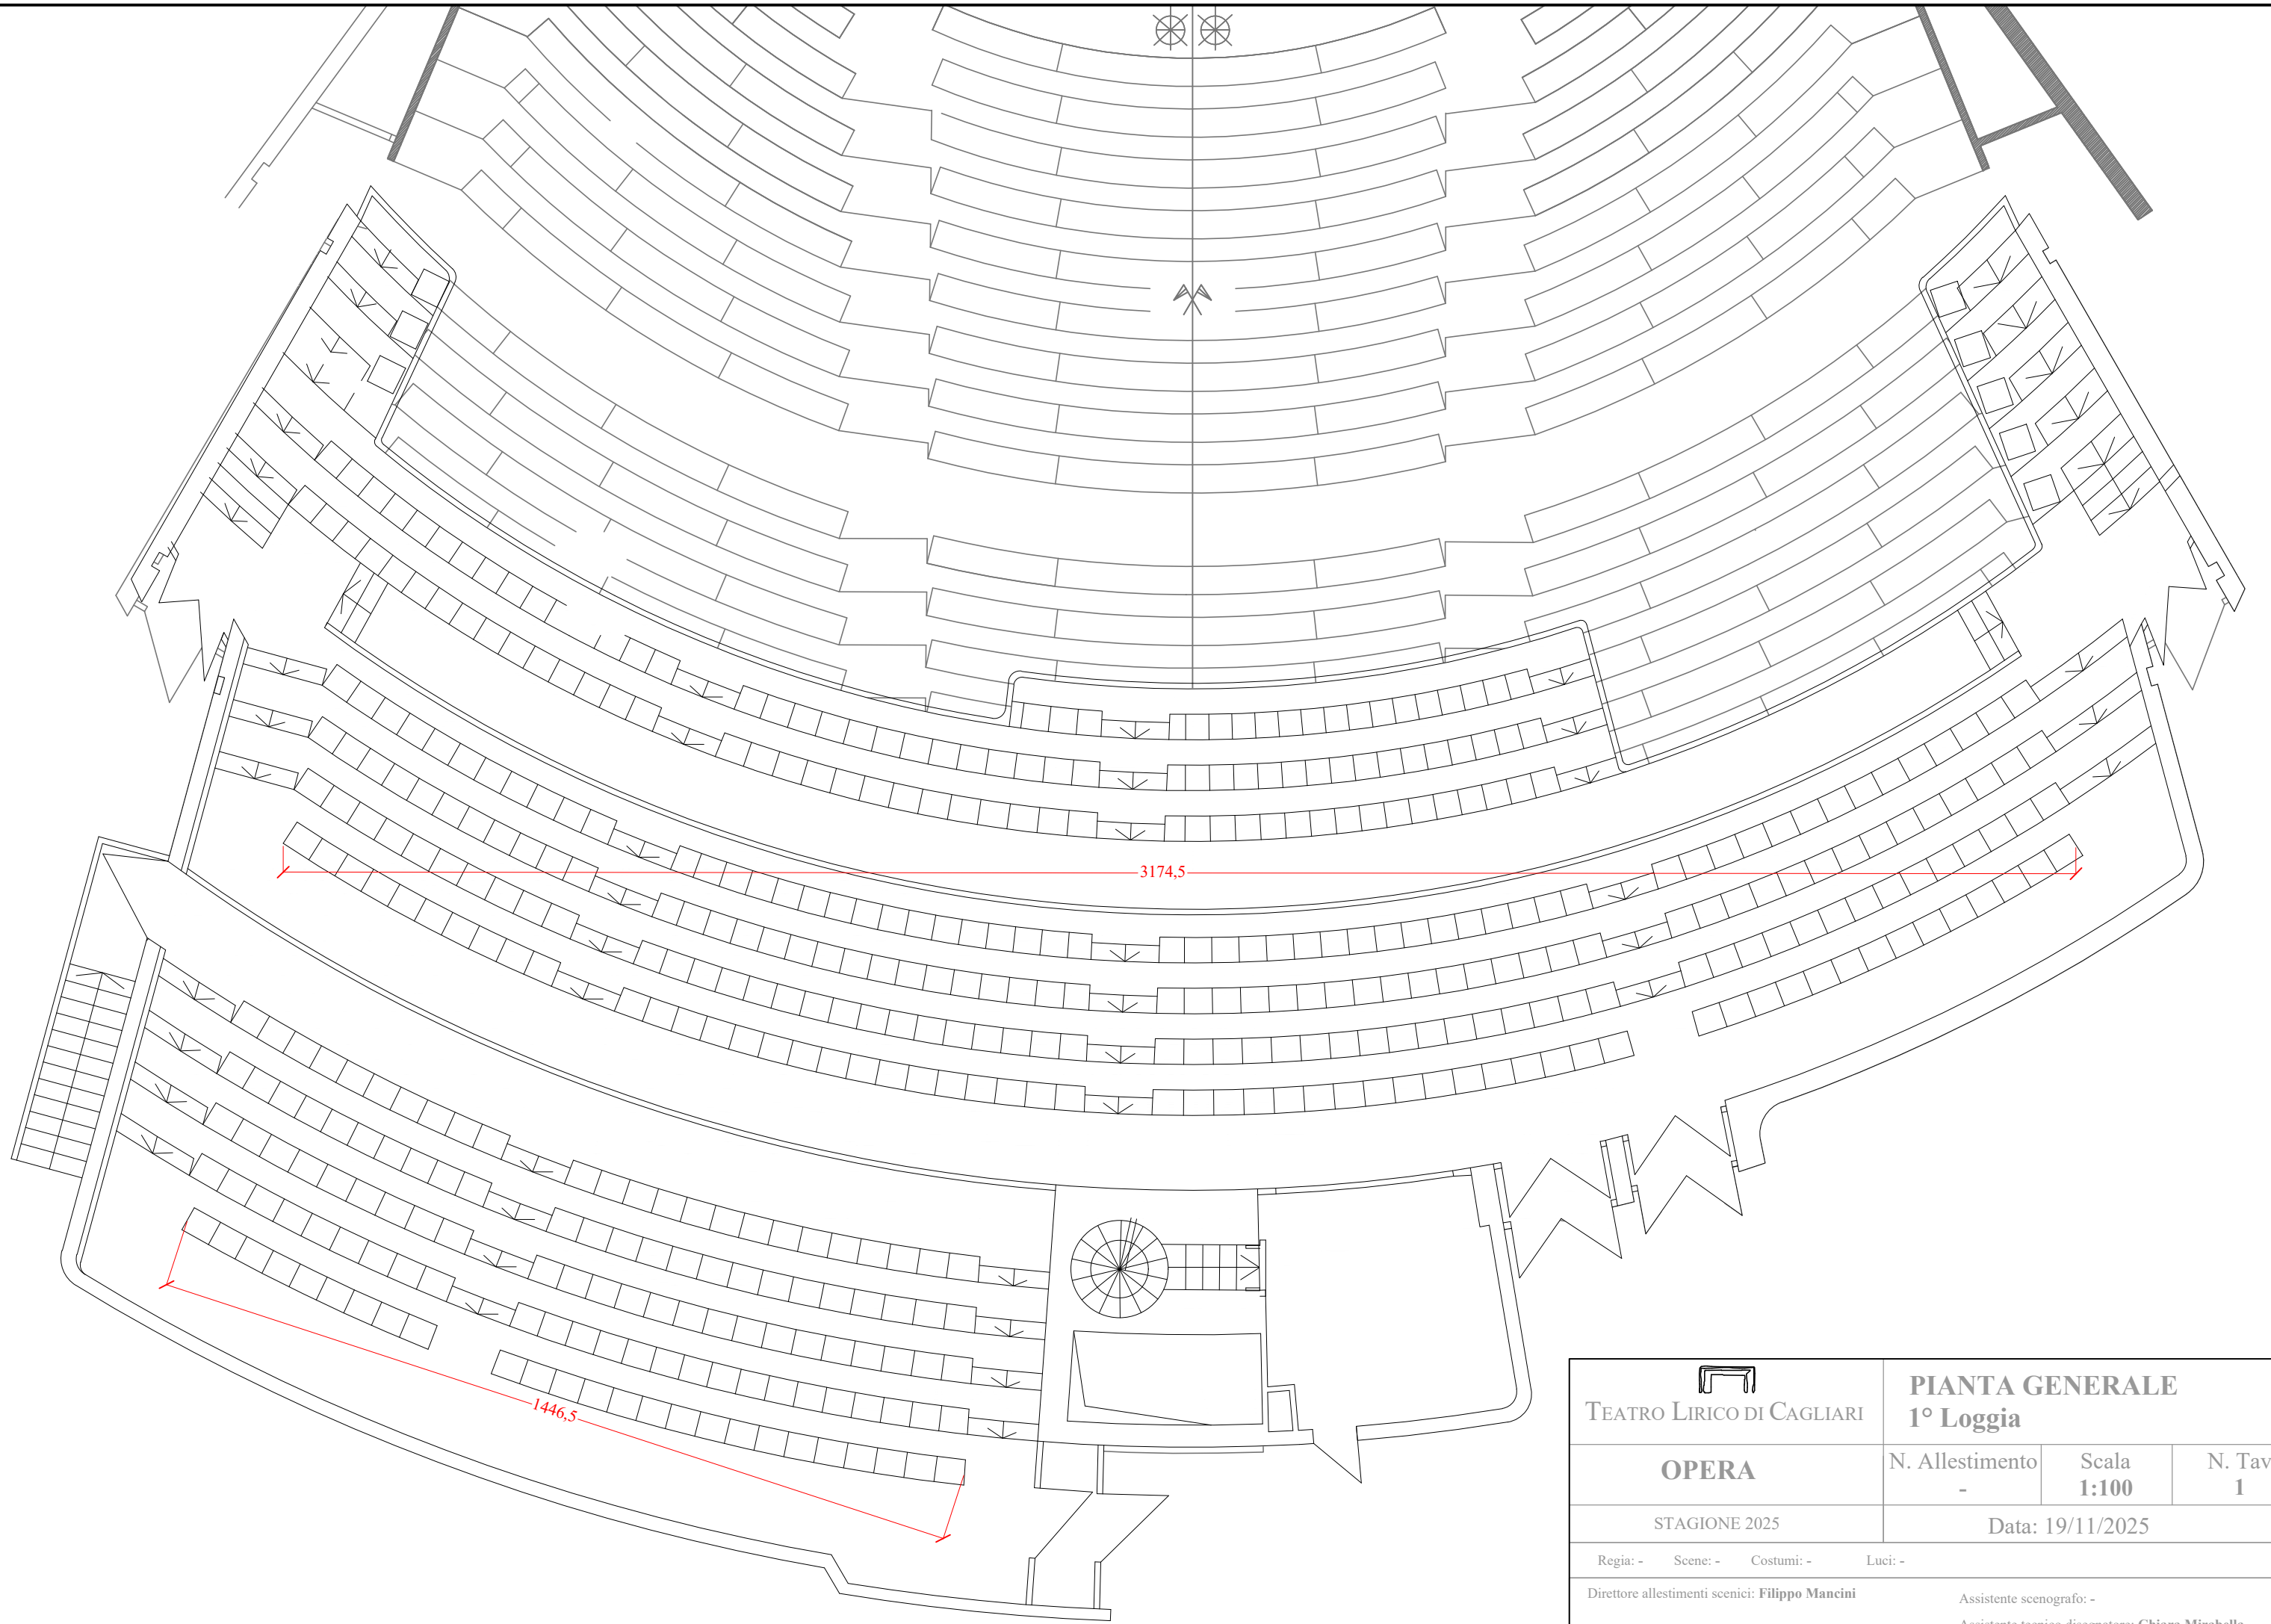 3174,5
1446,5
TEATRO LIRICO DI CAGLIARI
PIANTA GENERALE
1° Loggia
OPERA
N. Allestimento
-
Scala
1:100
N. Tav
1
STAGIONE 2025
Data: 19/11/2025
Regia: - Scene: - Costumi: - Luci: -
Direttore allestimenti scenici: Filippo Mancini
Assistente scenografo: -